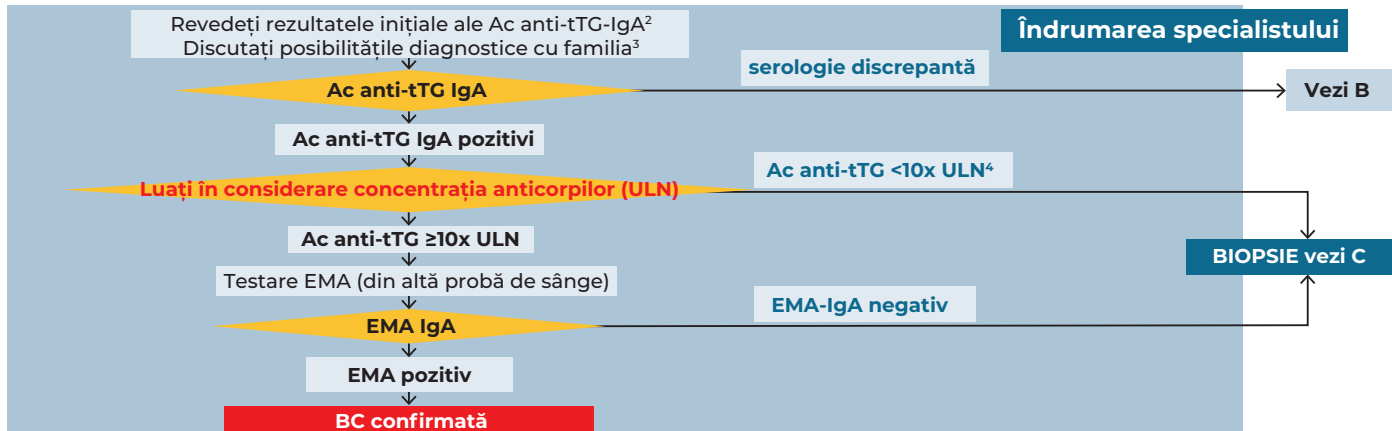 Revedeți rezultatele inițiale ale Ac anti-tTG-IgA²
Discutați posibilitățile diagnostice cu familia³
Îndrumarea specialistului
serologie discrepantă
Ac anti-tTG IgA
Vezi B
Ac anti-tTG IgA pozitivi
Ac anti-tTG <10x ULN⁴
Luați în considerare concentrația anticorpilor (ULN)
Ac anti-tTG ≥10x ULN
BIOPSIE vezi C
Testare EMA (din altă probă de sânge)
EMA-IgA negativ
EMA IgA
EMA pozitiv
BC confirmată